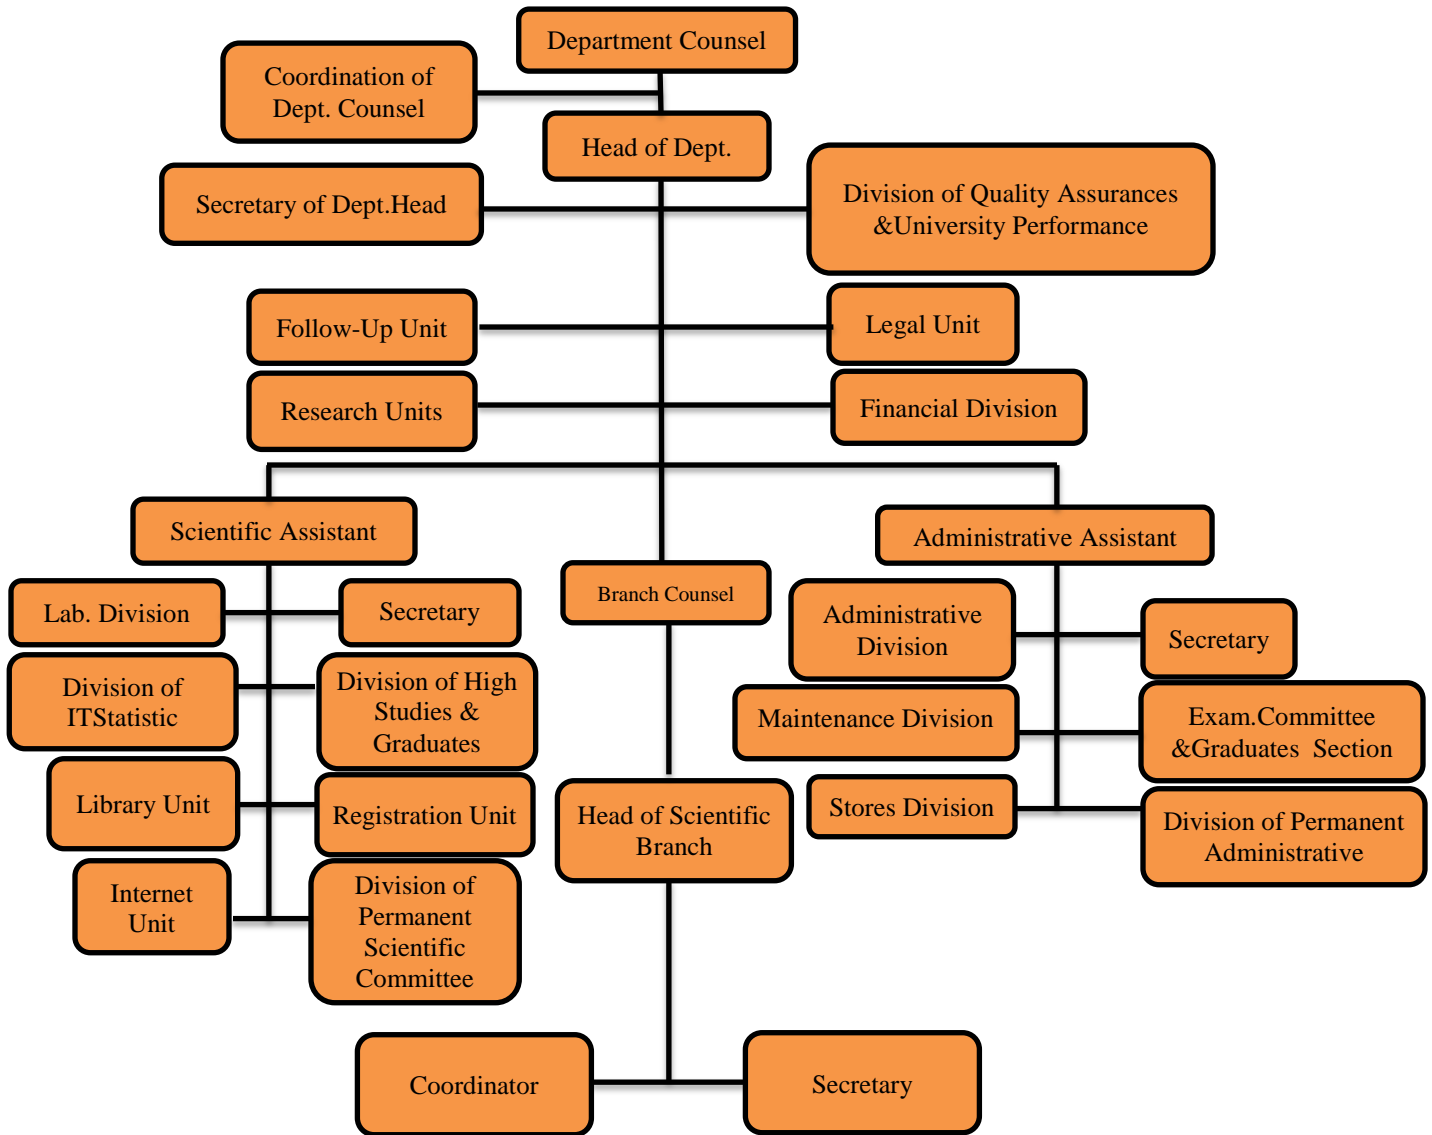 Department Counsel
Coordination of
Dept. Counsel
Head of Dept.
Secretary of Dept.Head
Division of Quality Assurances
&University Performance
Follow-Up Unit
Legal Unit
Research Units
Financial Division
Scientific Assistant
Administrative Assistant
Branch Counsel
Lab. Division
Secretary
Division of
ITStatistic
Division of High
Studies &
Graduates
Library Unit
Registration Unit
Internet
Unit
Division of
Permanent
Scientific
Committee
Head of Scientific
Branch
Administrative
Division
Secretary
Maintenance Division
Exam.Committee
&Graduates Section
Stores Division
Division of Permanent
Administrative
Coordinator
Secretary